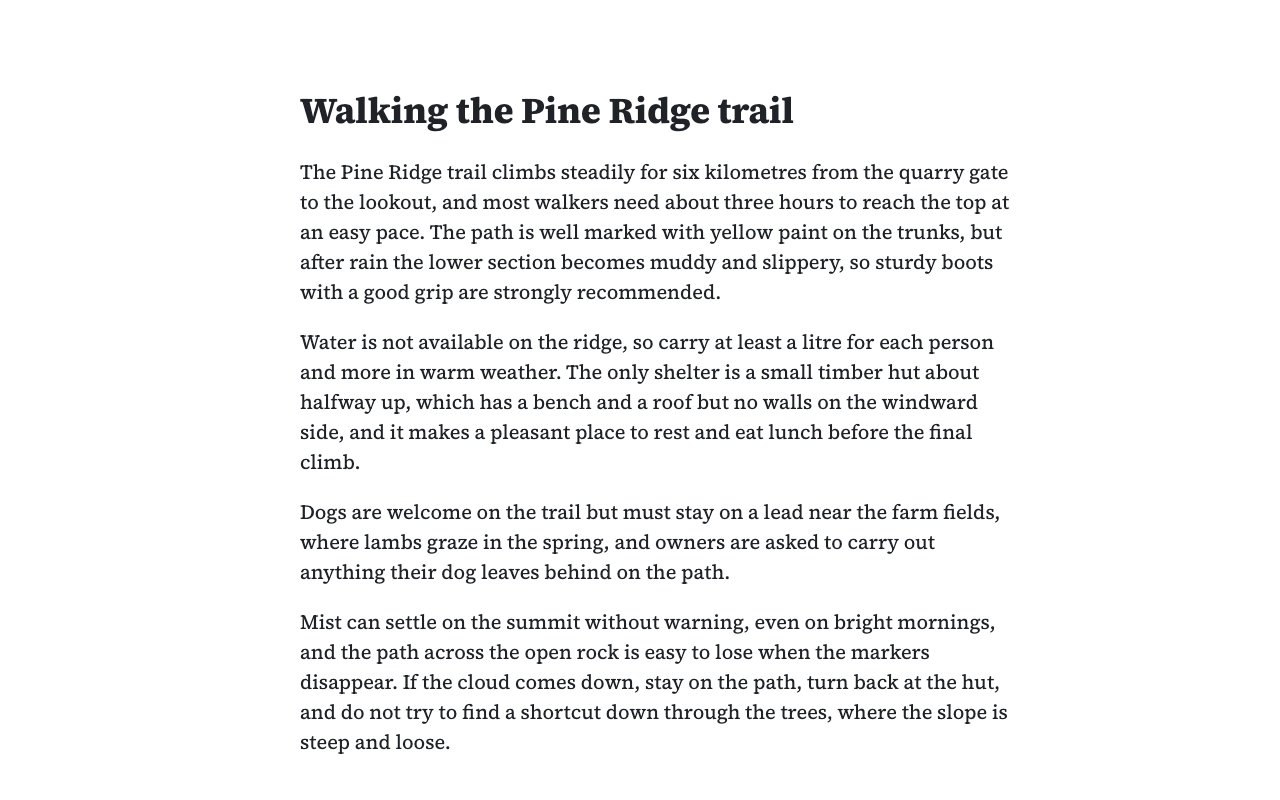 Walking the Pine Ridge trail
The Pine Ridge trail climbs steadily for six kilometres from the quarry gate
to the lookout, and most walkers need about three hours to reach the top at
an easy pace. The path is well marked with yellow paint on the trunks, but
after rain the lower section becomes muddy and slippery, so sturdy boots
with a good grip are strongly recommended.
Water is not available on the ridge, so carry at least a litre for each person
and more in warm weather. The only shelter is a small timber hut about
halfway up, which has a bench and a roof but no walls on the windward
side, and it makes a pleasant place to rest and eat lunch before the final
climb.
Dogs are welcome on the trail but must stay on a lead near the farm fields,
where lambs graze in the spring, and owners are asked to carry out
anything their dog leaves behind on the path.
Mist can settle on the summit without warning, even on bright mornings,
and the path across the open rock is easy to lose when the markers
disappear. If the cloud comes down, stay on the path, turn back at the hut,
and do not try to find a shortcut down through the trees, where the slope is
steep and loose.